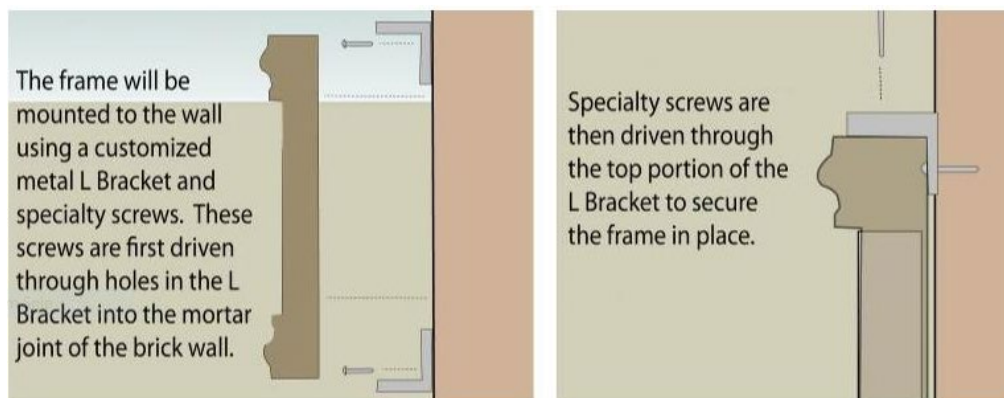 The frame will be
mounted to the wall
using a customized
metal L Bracket and
specialty screws. These
screws are first driven
through holes in the L
Bracket into the mortar
joint of the brick wall.
Specialty screws are
then driven through
the top portion of the
L Bracket to secure
the frame in place.